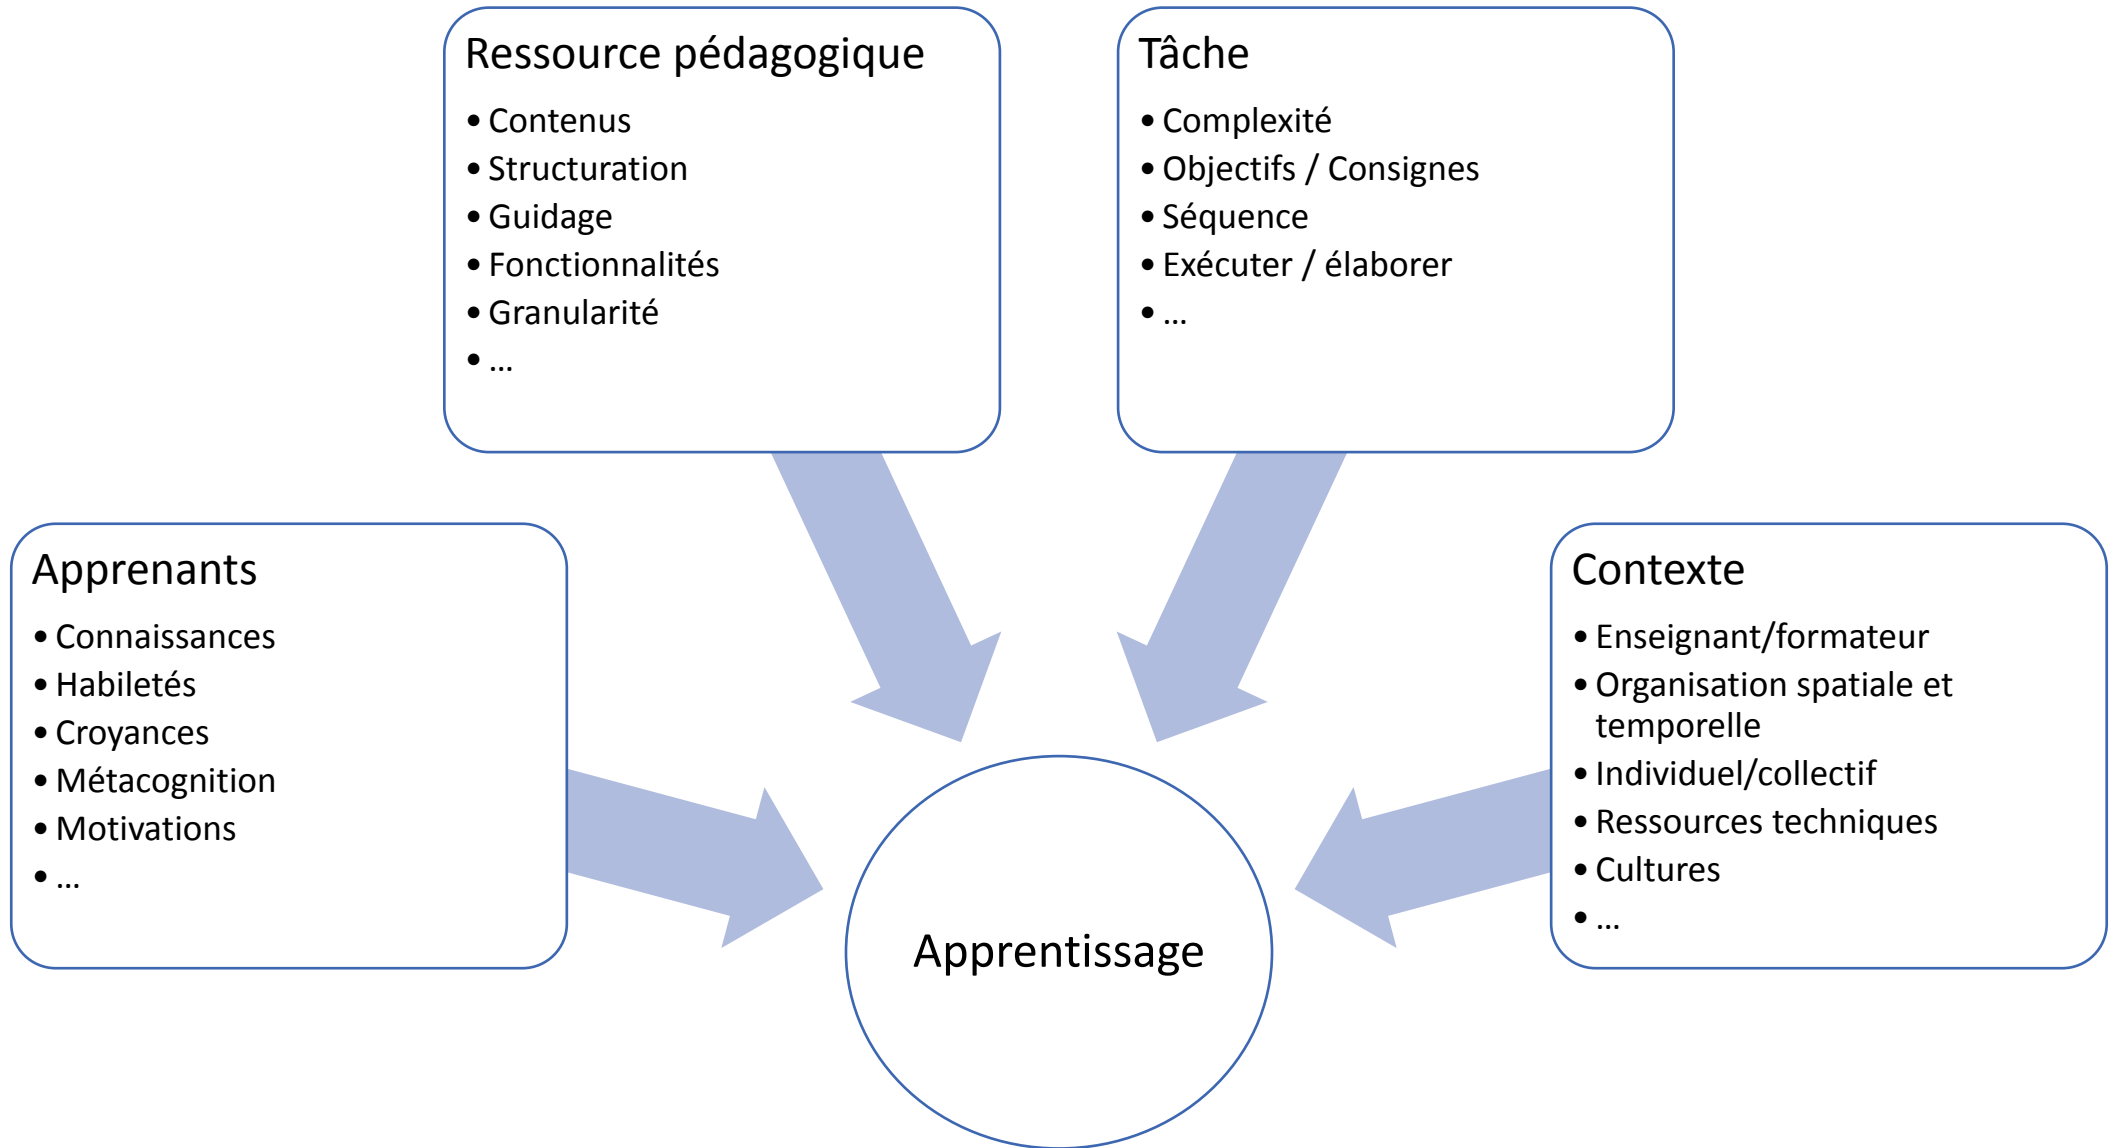 Ressource pédagogique
• Contenus
• Structuration
• Guidage
• Fonctionnalités
• Granularité
• ...
Tâche
• Complexité
• Objectifs / Consignes
• Séquence
• Exécuter / élaborer
• ...
Apprenants
• Connaissances
• Habiletés
• Croyances
• Métacognition
• Motivations
• ...
Contexte
• Enseignant/formateur
• Organisation spatiale et
temporelle
• Individuel/collectif
• Ressources techniques
• Cultures
• ...
Apprentissage